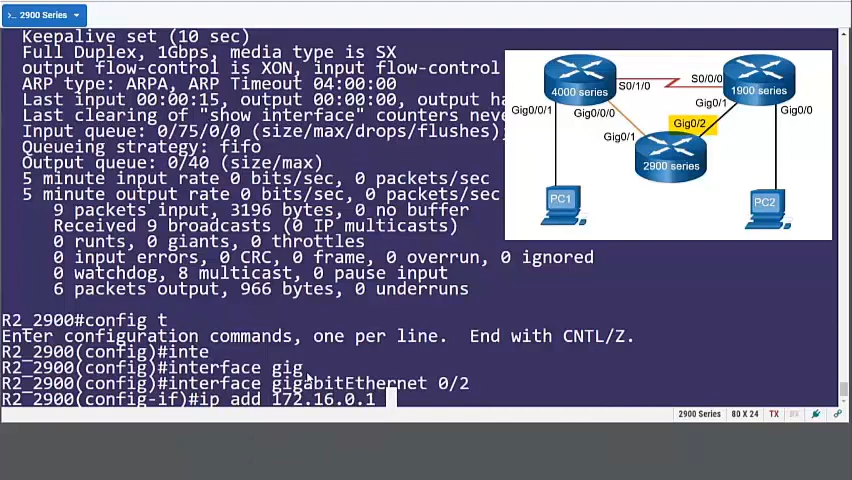 2900 Series
Keepalive set (10 sec)
Full Duplex, 1Gbps, media type is SX
output flow-control is XON, input flow-control
ARP type: ARPA, ARP Timeout 04:00:00
Last input 00:00:15, output 00:00:00, output ha
Last clearing of "show interface" counters neve
Input queue: 0/75/0/0 (size/max/drops/flushes);
Queueing strategy: fifo
Output queue: 0/40 (size/max)
5 minute input rate 0 bits/sec, 0 packets/sec
5 minute output rate 0 bits/sec, 0 packets/sec
9 packets input, 3196 bytes, 0 no buffer
Received 9 broadcasts (0 IP multicasts)
0 runts, 0 giants, 0 throttles
0 input errors, 0 CRC, 0 frame, 0 overrun, 0 ignored
0 watchdog, 8 multicast, 0 pause input
6 packets output, 966 bytes, 0 underruns
R2_2900#config t
Enter configuration commands, one per line.  End with CNTL/Z.
R2_2900(config)#inte
R2_2900(config)#interface gig
R2_2900(config)#interface gigabitEthernet 0/2
R2_2900(config-if)#ip add 172.16.0.1
4000 series
S0/1/0
S0/0/0
1900 series
Gig0/0/1
Gig0/0/0
Gig0/1
Gig0/0
Gig0/2
Gig0/1
2900 series
PC1
PC2
2900 Series
80 X 24
TX